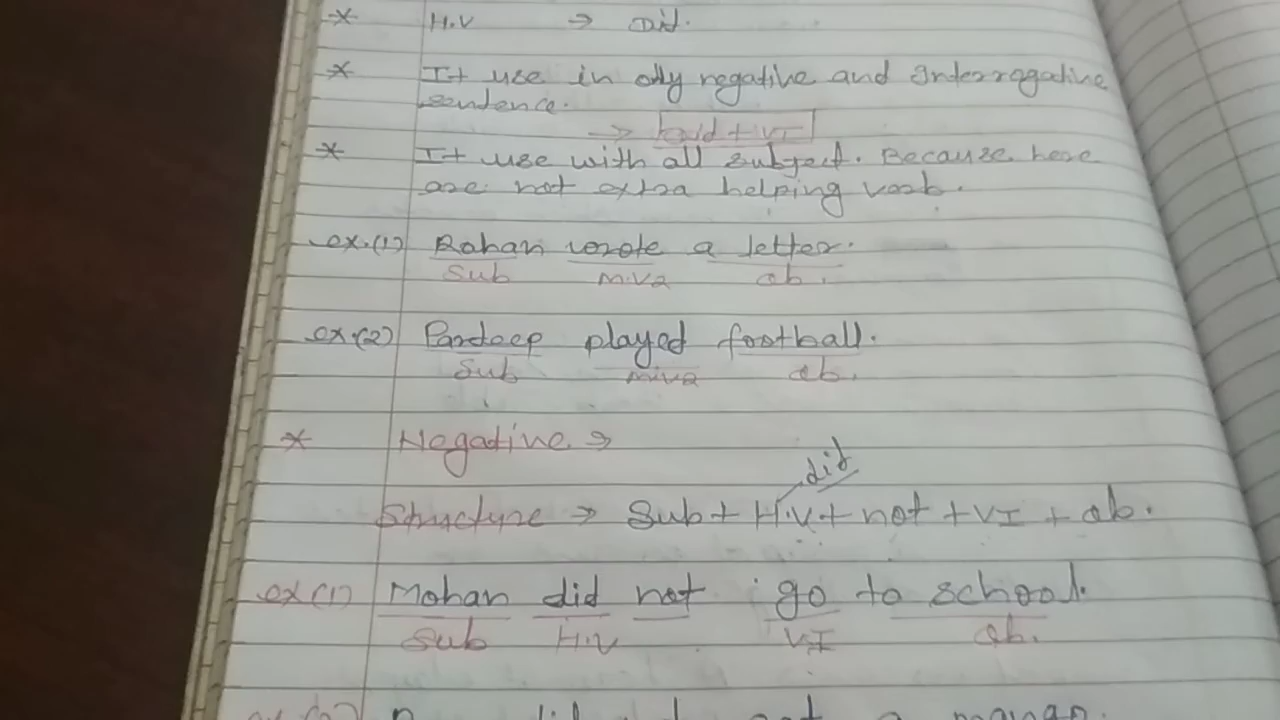 * H.V → Did.
* It use in only negative and Interrogative
sentence.
→ Did + VI
* It use with all subject. Because here
are not extra helping verb.
ex.(1) Rohan wrote a letter.
Sub M.V2 ob.
ex.(2) Pardeep played football.
Sub M.V2 ob.
* Negative →
did
Structure → Sub + H.V + not + VI + ob.
ex (1) Mohan did not go to school.
Sub H.V VI ob.